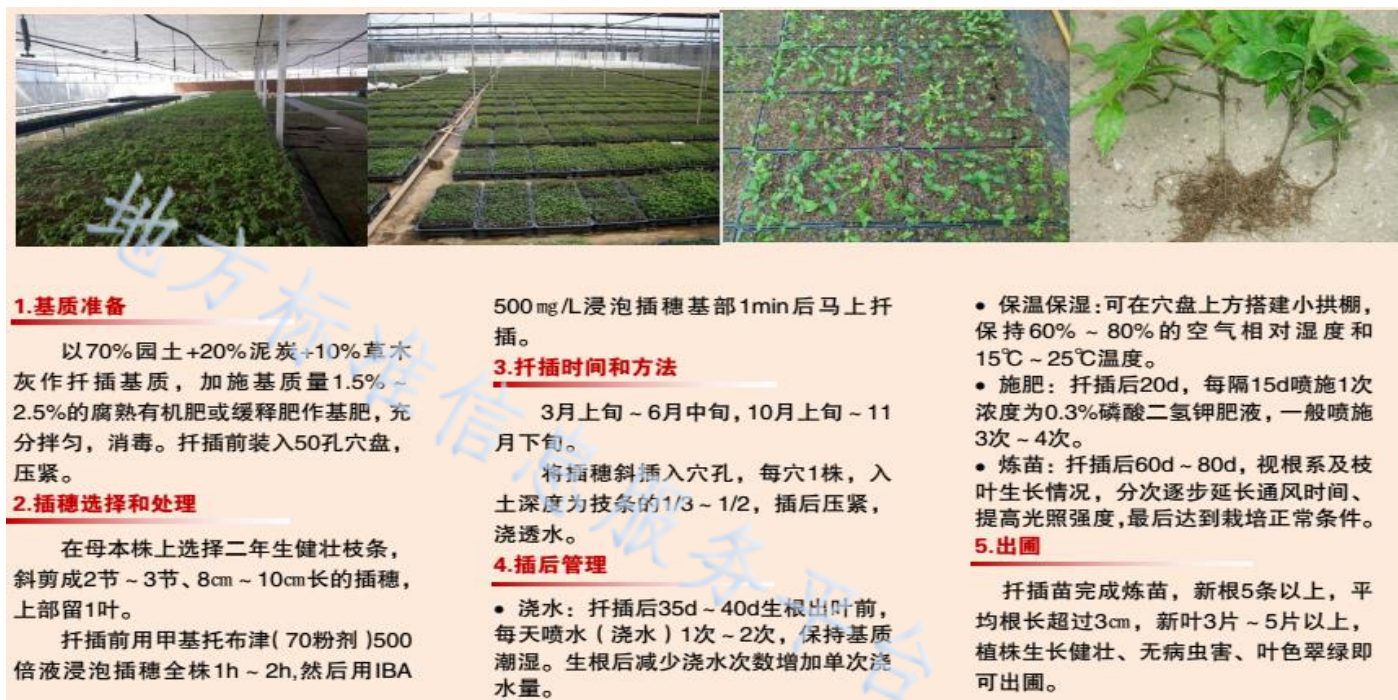 1.基质准备
以70%园土+20%泥炭+10%草木
灰作扦插基质，加施基质量1.5%～
2.5%的腐熟有机肥或缓释肥作基肥，充
分拌匀，消毒。扦插前装入50孔穴盘，
压紧。
2.插穗选择和处理
在母本株上选择二年生健壮枝条，
斜剪成2节～3节、8㎝～10㎝长的插穗，
上部留1叶。
扦插前用甲基托布津（70粉剂）500
倍液浸泡插穗全株1h～2h,然后用IBA
500㎎/L浸泡插穗基部1min后马上扦
插。
3.扦插时间和方法
3月上旬～6月中旬，10月上旬～11
月下旬。
将插穗斜插入穴孔，每穴1株，入
土深度为技条的1/3～1/2，插后压紧，
浇透水。
4.插后管理
• 浇水：扦插后35d～40d生根出叶前，
每天喷水（浇水）1次～2次，保持基质
潮湿。生根后减少浇水次数增加单次浇
水量。
• 保温保湿：可在穴盘上方搭建小拱棚，
保持60%～80%的空气相对湿度和
15℃～25℃温度。
• 施肥：扦插后20d，每隔15d喷施1次
浓度为0.3%磷酸二氢钾肥液，一般喷施
3次～4次。
• 炼苗：扦插后60d～80d，视根系及枝
叶生长情况，分次逐步延长通风时间、
提高光照强度，最后达到栽培正常条件。
5.出圃
扦插苗完成炼苗，新根5条以上，平
均根长超过3㎝，新叶3片～5片以上，
植株生长健壮、无病虫害、叶色翠绿即
可出圃。
地方标准信息服务平台